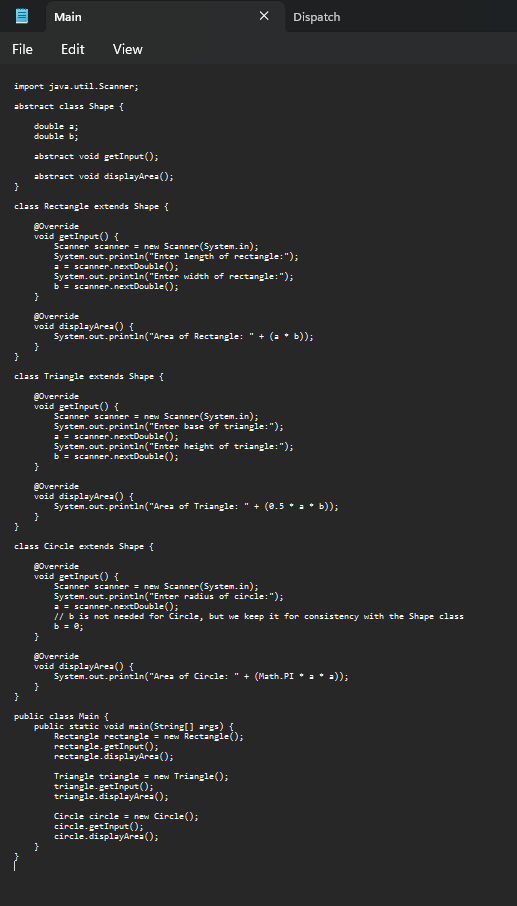 Main
Dispatch
File Edit View
import java.util.Scanner;
abstract class Shape {
double a;
double b;
abstract void getInput();
abstract void displayArea();
}
class Rectangle extends Shape {
@Override
void getInput() {
Scanner scanner = new Scanner(System.in);
System.out.println("Enter length of rectangle:");
a = scanner.nextDouble();
System.out.println("Enter width of rectangle:");
b = scanner.nextDouble();
}
@Override
void displayArea() {
System.out.println("Area of Rectangle: " + (a * b));
}
}
class Triangle extends Shape {
@Override
void getInput() {
Scanner scanner = new Scanner(System.in);
System.out.println("Enter base of triangle:");
a = scanner.nextDouble();
System.out.println("Enter height of triangle:");
b = scanner.nextDouble();
}
@Override
void displayArea() {
System.out.println("Area of Triangle: " + (0.5 * a * b));
}
}
class Circle extends Shape {
@Override
void getInput() {
Scanner scanner = new Scanner(System.in);
System.out.println("Enter radius of circle:");
a = scanner.nextDouble();
// b is not needed for Circle, but we keep it for consistency with the Shape class
b = 0;
}
@Override
void displayArea() {
System.out.println("Area of Circle: " + (Math.PI * a * a));
}
}
public class Main {
public static void main(String[] args) {
Rectangle rectangle = new Rectangle();
rectangle.getInput();
rectangle.displayArea();
Triangle triangle = new Triangle();
triangle.getInput();
triangle.displayArea();
Circle circle = new Circle();
circle.getInput();
circle.displayArea();
}
}